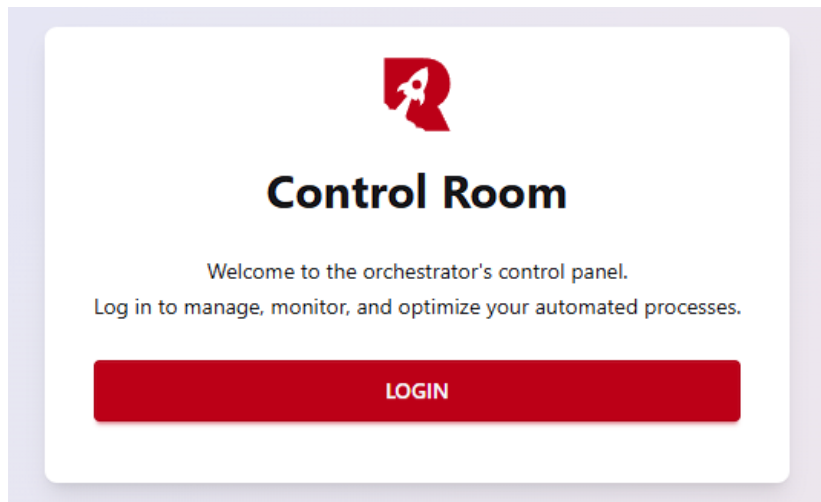 Control Room
Welcome to the orchestrator's control panel.
Log in to manage, monitor, and optimize your automated processes.
LOGIN